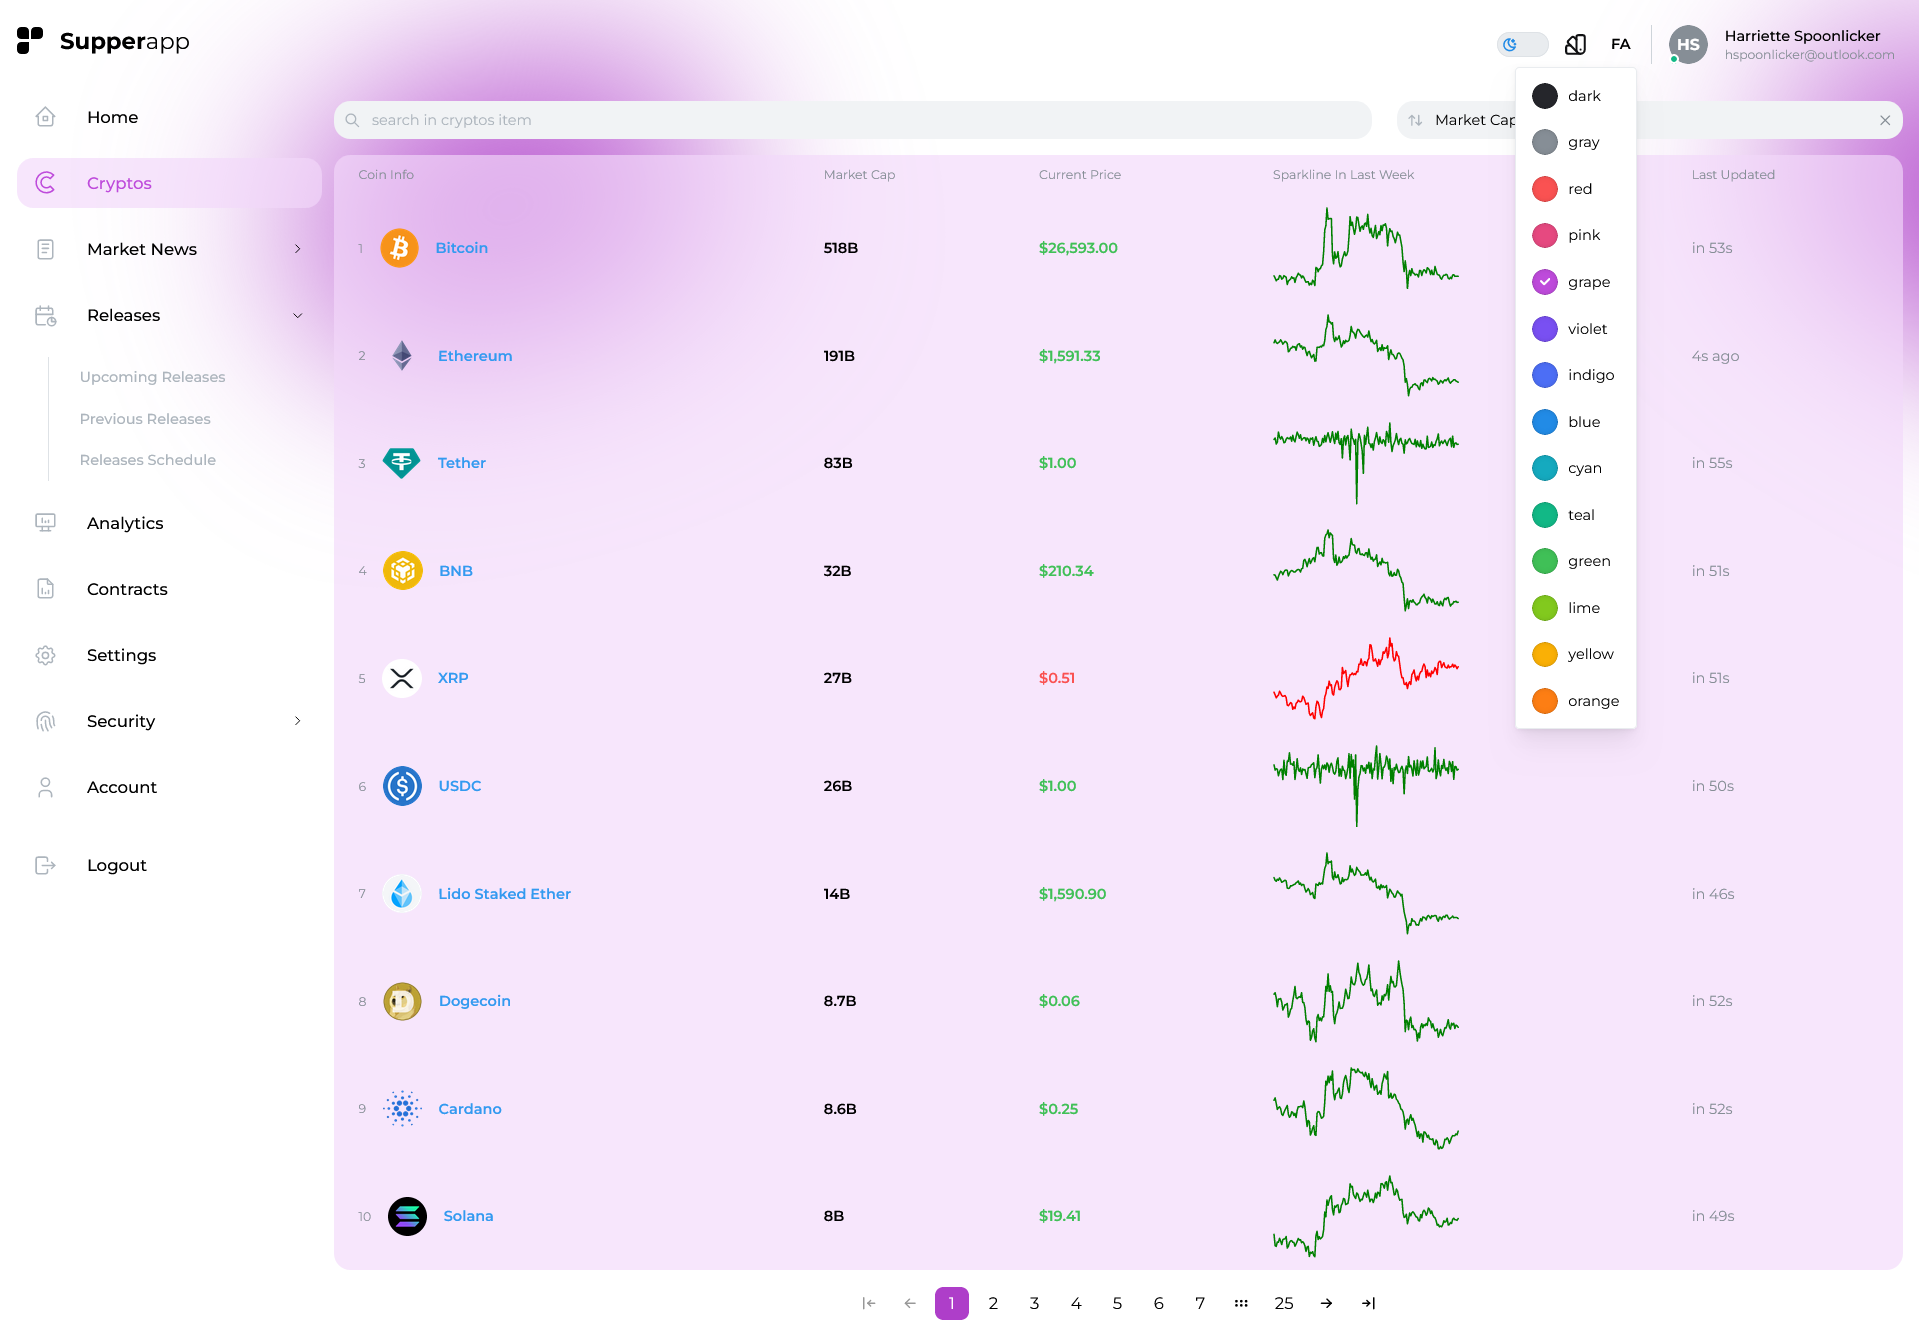 Supperapp
FA
HS
Harriette Spoonlicker
hspoonlicker@outlook.com
Home
Cryptos
Market News
Releases
Upcoming Releases
Previous Releases
Releases Schedule
Analytics
Contracts
Settings
Security
Account
Logout
search in cryptos item
Market Cap
dark
gray
red
pink
grape
violet
indigo
blue
cyan
teal
green
lime
yellow
orange
Coin Info Market Cap Current Price Sparkline In Last Week Last Updated
1 Bitcoin 518B $26,593.00 in 53s
2 Ethereum 191B $1,591.33 4s ago
3 Tether 83B $1.00 in 55s
4 BNB 32B $210.34 in 51s
5 XRP 27B $0.51 in 51s
6 USDC 26B $1.00 in 50s
7 Lido Staked Ether 14B $1,590.90 in 46s
8 Dogecoin 8.7B $0.06 in 52s
9 Cardano 8.6B $0.25 in 52s
10 Solana 8B $19.41 in 49s
1 2 3 4 5 6 7 25